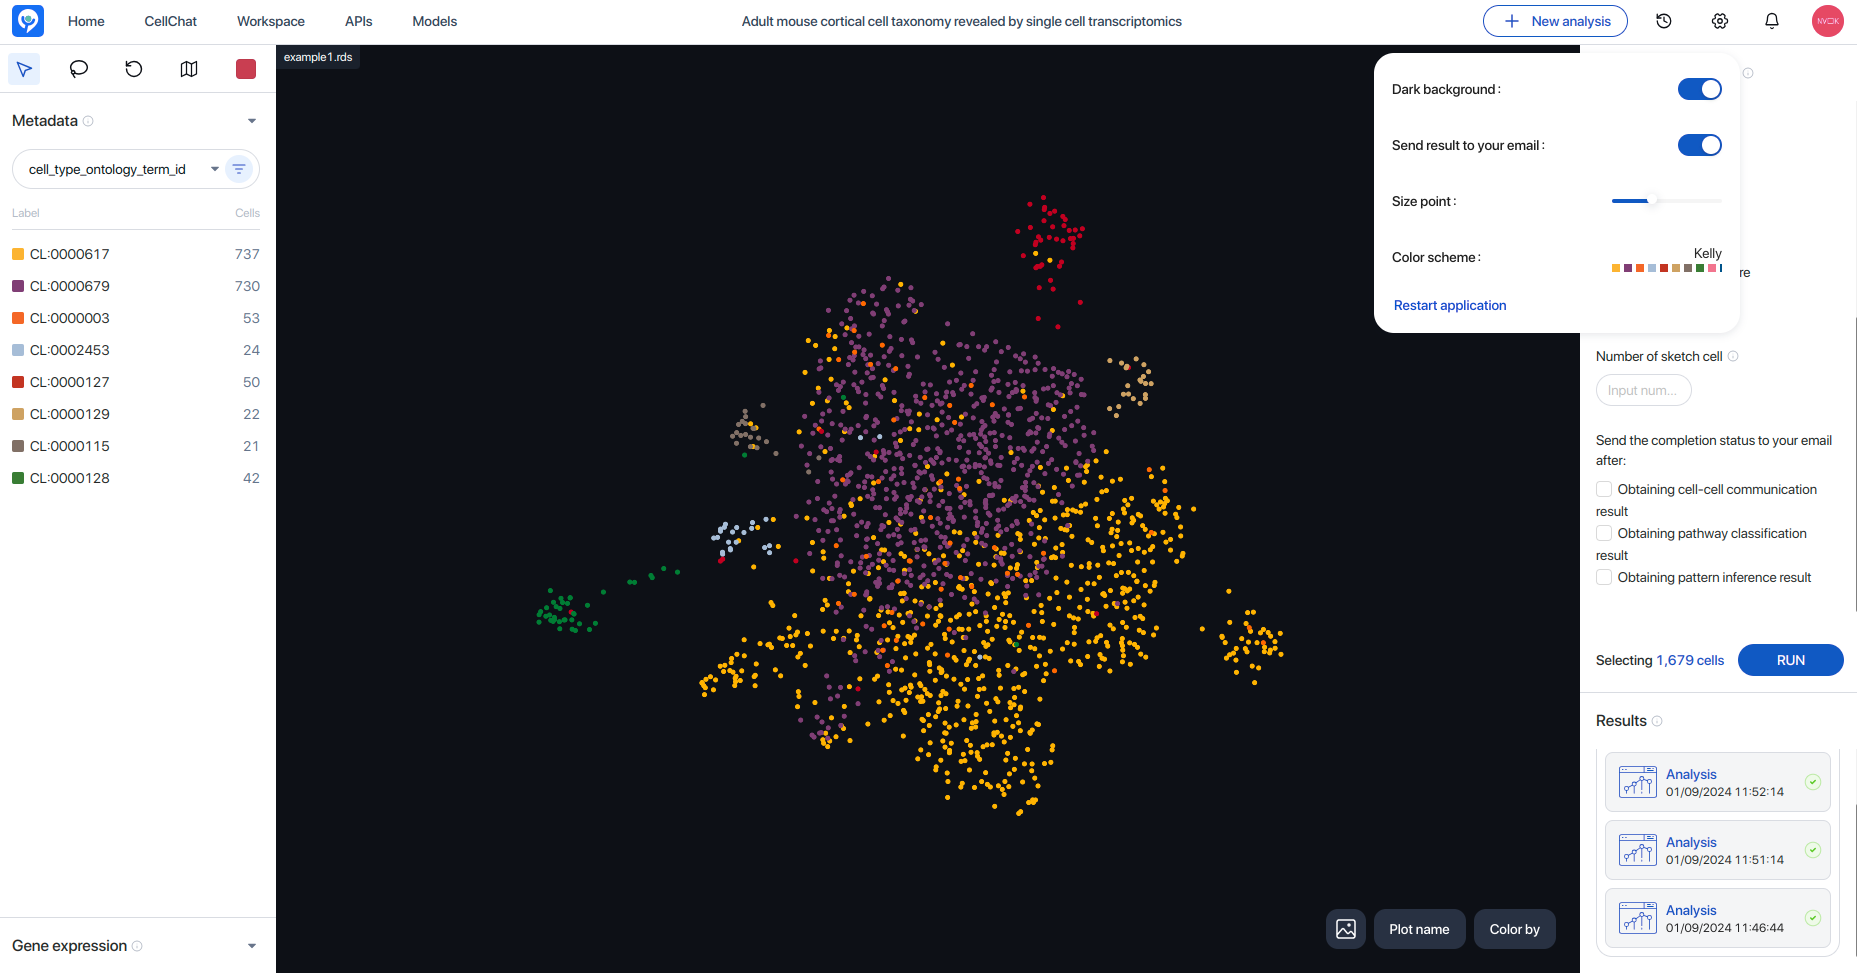 Home
CellChat
Workspace
APIs
Models
Adult mouse cortical cell taxonomy revealed by single cell transcriptomics
New analysis
example1.rds
Metadata
cell_type_ontology_term_id
Label Cells
CL:0000617 737
CL:0000679 730
CL:0000003 53
CL:0002453 24
CL:0000127 50
CL:0000129 22
CL:0000115 21
CL:0000128 42
Gene expression
Dark background :
Send result to your email :
Size point :
Color scheme :
Kelly
Restart application
re
Number of sketch cell
Input num...
Send the completion status to your email
after:
Obtaining cell-cell communication
result
Obtaining pathway classification
result
Obtaining pattern inference result
Selecting 1,679 cells
RUN
Results
Analysis
01/09/2024 11:52:14
Analysis
01/09/2024 11:51:14
Analysis
01/09/2024 11:46:44
Plot name
Color by